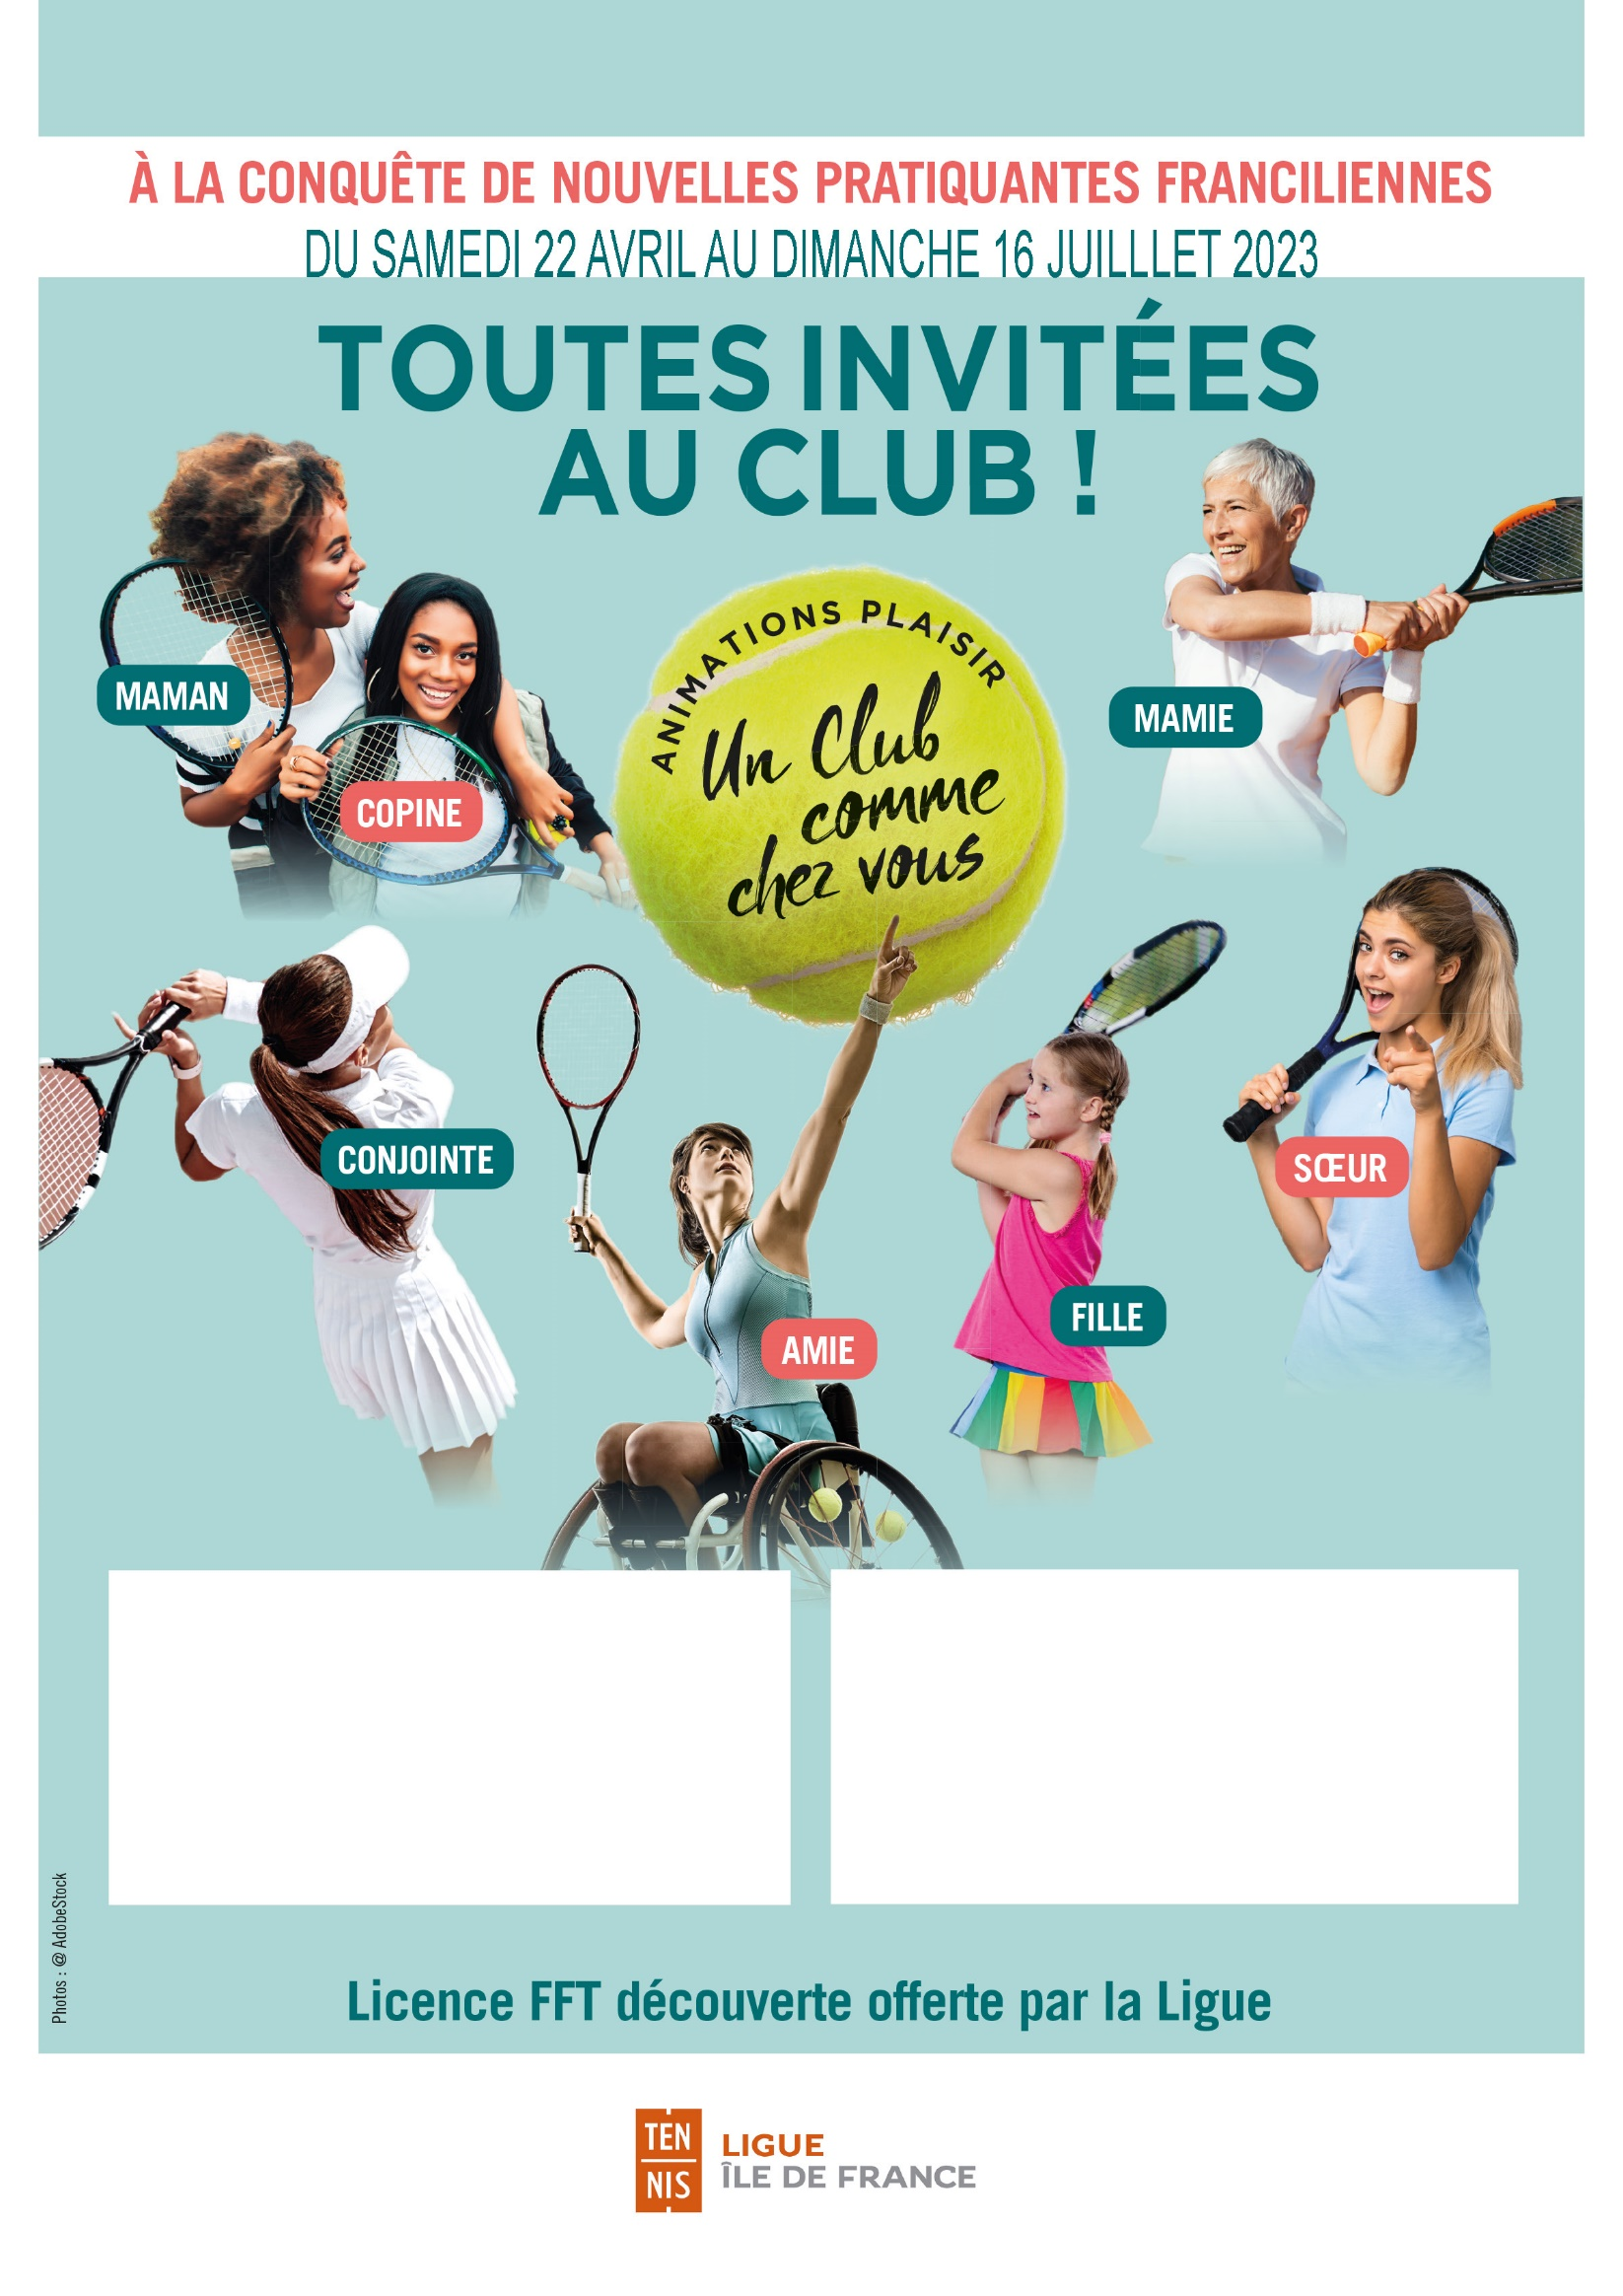 À LA CONQUÊTE DE NOUVELLES PRATIQUANTES FRANCILIENNES
DU SAMEDI 22 AVRIL AU DIMANCHE 16 JUILLLET 2023
TOUTES INVITÉES
AU CLUB !
ANIMATIONS PLAISIR
Un Club
comme
chez vous
MAMAN
COPINE
MAMIE
CONJOINTE
AMIE
FILLE
SŒUR
Photos : @ AdobeStock
Licence FFT découverte offerte par la Ligue
TEN
NIS
LIGUE
ÎLE DE FRANCE